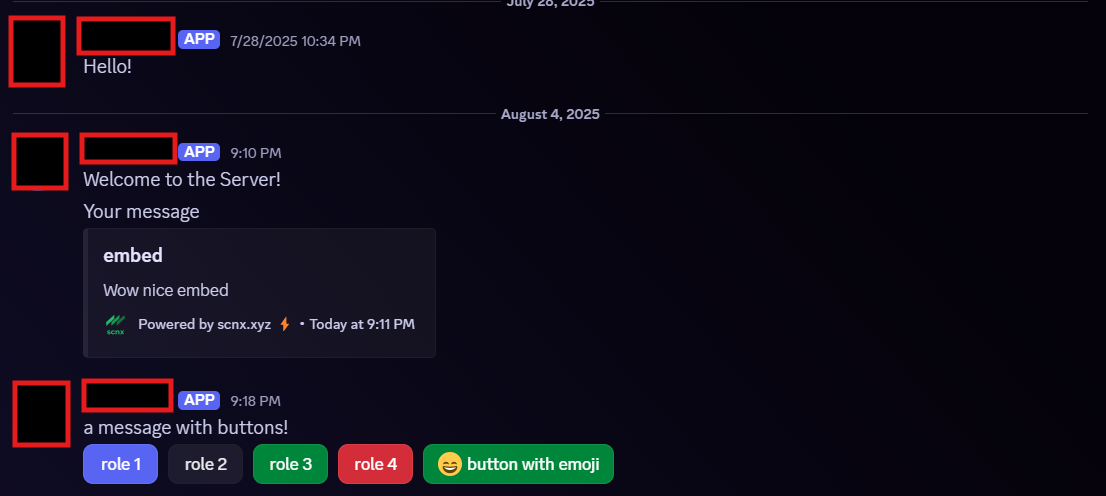 July 28, 2025
APP 7/28/2025 10:34 PM
Hello!
August 4, 2025
APP 9:10 PM
Welcome to the Server!
Your message
embed
Wow nice embed
scnx Powered by scnx.xyz ⚡ • Today at 9:11 PM
APP 9:18 PM
a message with buttons!
role 1 role 2 role 3 role 4 😄 button with emoji